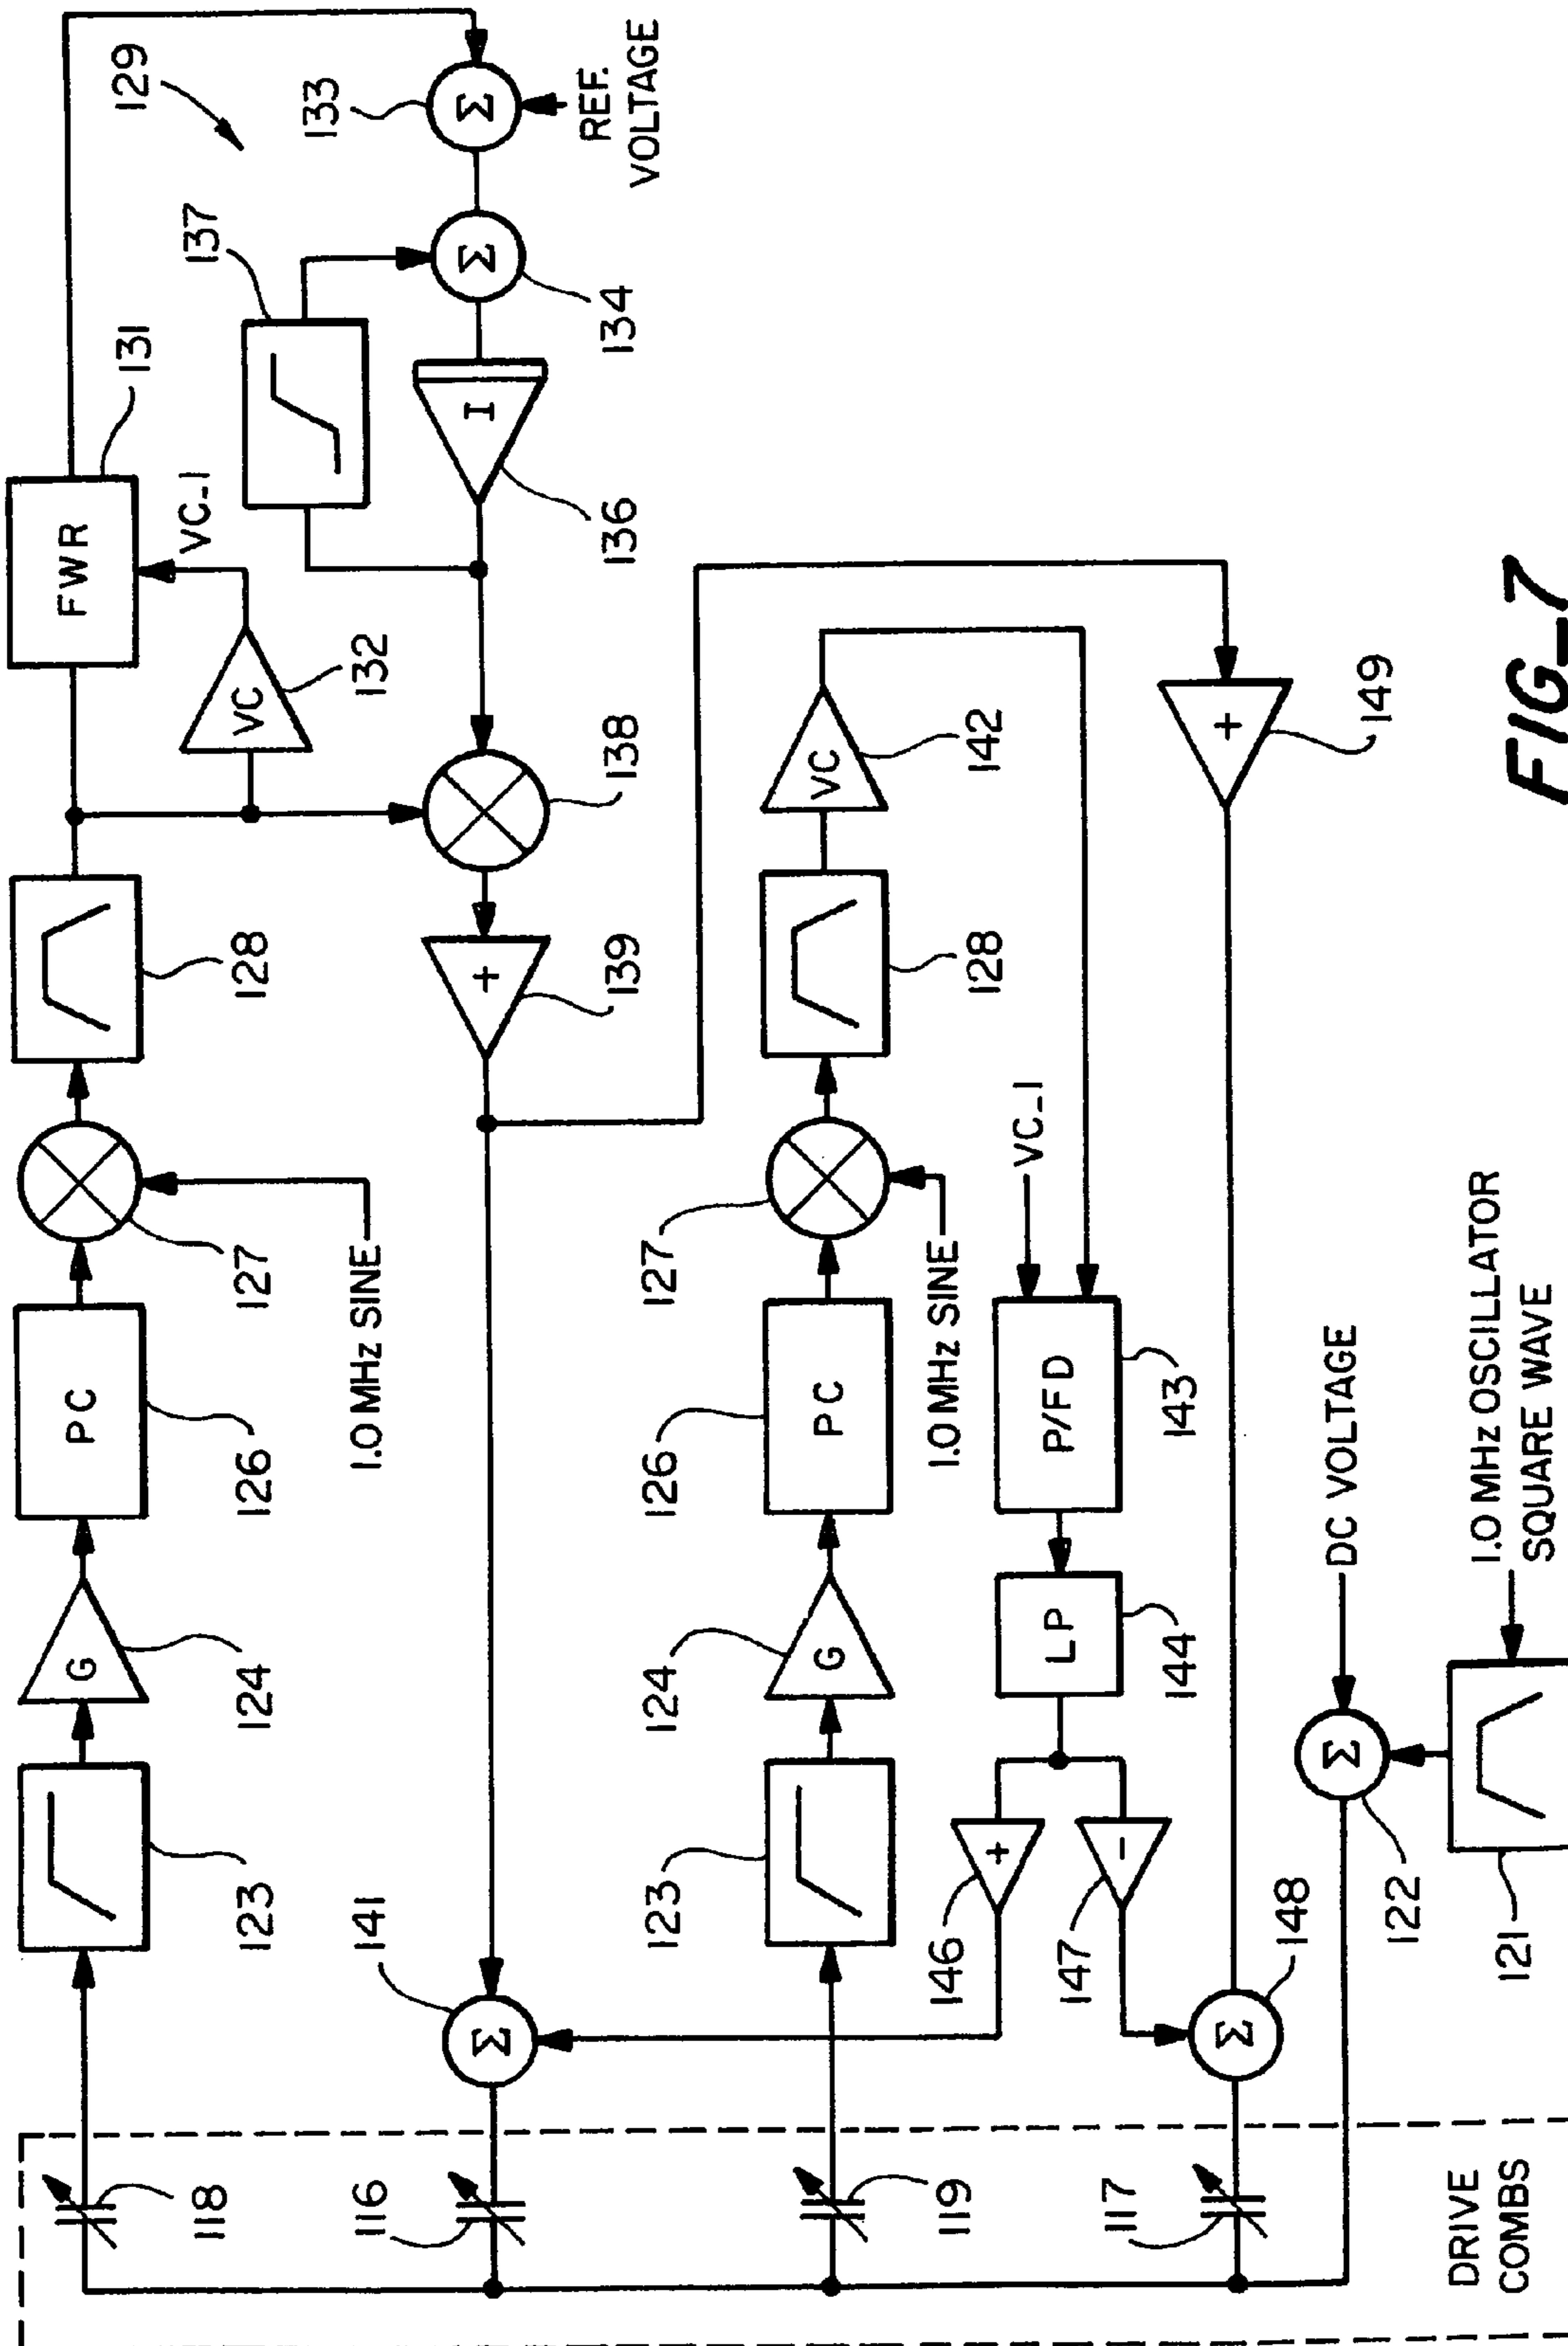 129
133
Σ
REF.
VOLTAGE
137
Σ
134
131
FWR
VC_1
I
136
VC
132
138
128
+
139
127
1.0 MHz SINE
PC
126
G
124
123
141
Σ
118
116
VC
142
128
127
1.0 MHz SINE
VC_1
PC
126
P/FD
143
G
124
LP
144
123
+
146
-
147
119
+
149
Σ
148
117
DC VOLTAGE
Σ
122
1.0 MHz OSCILLATOR
SQUARE WAVE
121
DRIVE
COMBS
FIG_7